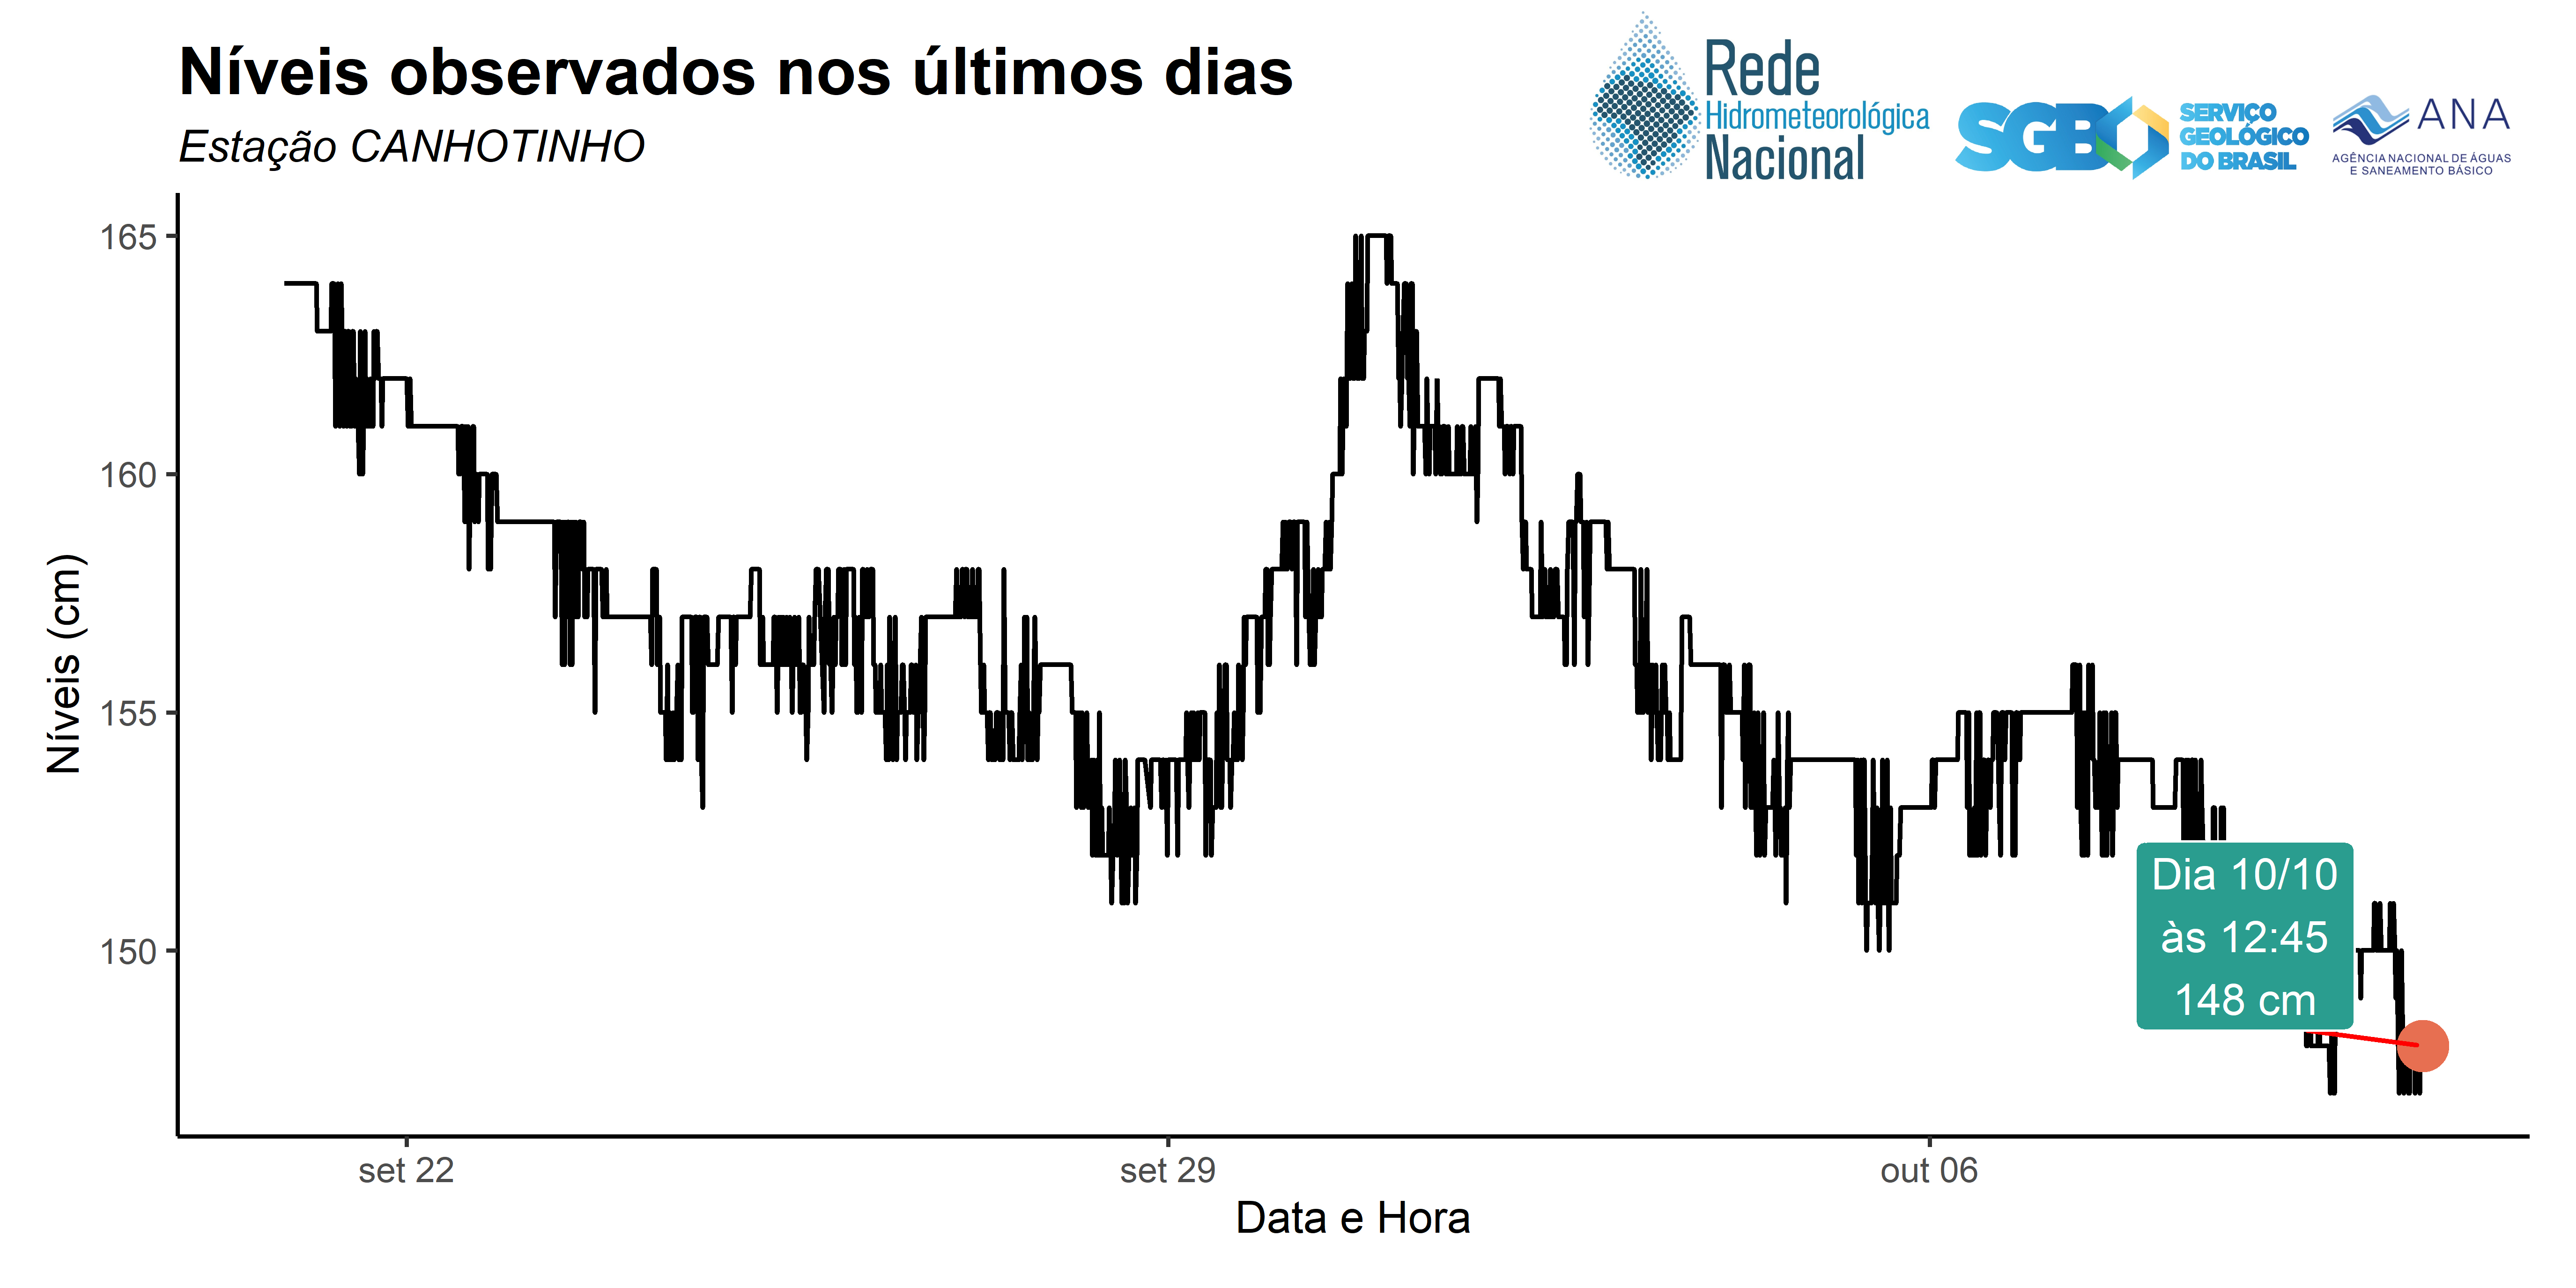 Níveis observados nos últimos dias
Estação CANHOTINHO
Rede
Hidrometeorológica
Nacional
SGB
SERVIÇO
GEOLÓGICO
DO BRASIL
ANA
AGÊNCIA NACIONAL DE ÁGUAS
E SANEAMENTO BÁSICO
Níveis (cm)
165
160
155
150
Dia 10/10
às 12:45
148 cm
set 22
set 29
out 06
Data e Hora